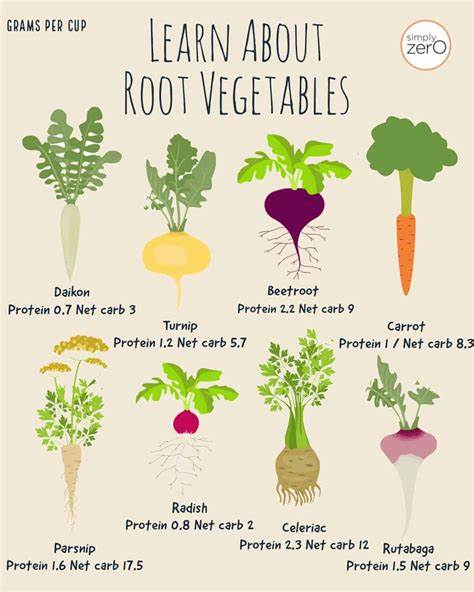 GRAMS PER CUP
simply
zerO
LEARN ABOUT
ROOT VEGETABLES
Daikon
Protein 0.7 Net carb 3
Turnip
Protein 1.2 Net carb 5.7
Beetroot
Protein 2.2 Net carb 9
Carrot
Protein 1 / Net carb 8.3
Parsnip
Protein 1.6 Net carb 17.5
Radish
Protein 0.8 Net carb 2
Celeriac
Protein 2.3 Net carb 12
Rutabaga
Protein 1.5 Net carb 9